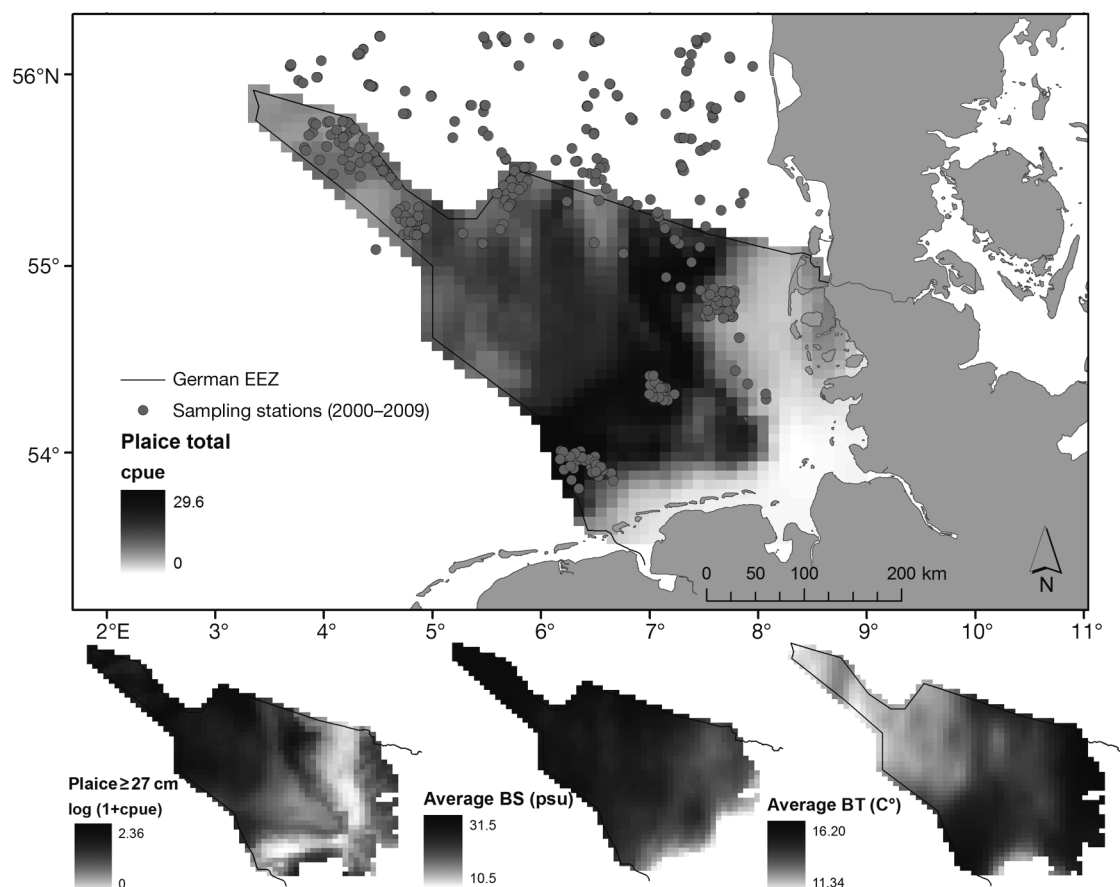 56°N
55°
54°
German EEZ
Sampling stations (2000–2009)
Plaice total
cpue
29.6
0
0 50 100 200 km
N
2°E 3° 4° 5° 6° 7° 8° 9° 10° 11°
Plaice ≥ 27 cm
log (1+cpue)
2.36
0
Average BS (psu)
31.5
10.5
Average BT (C°)
16.20
11.34